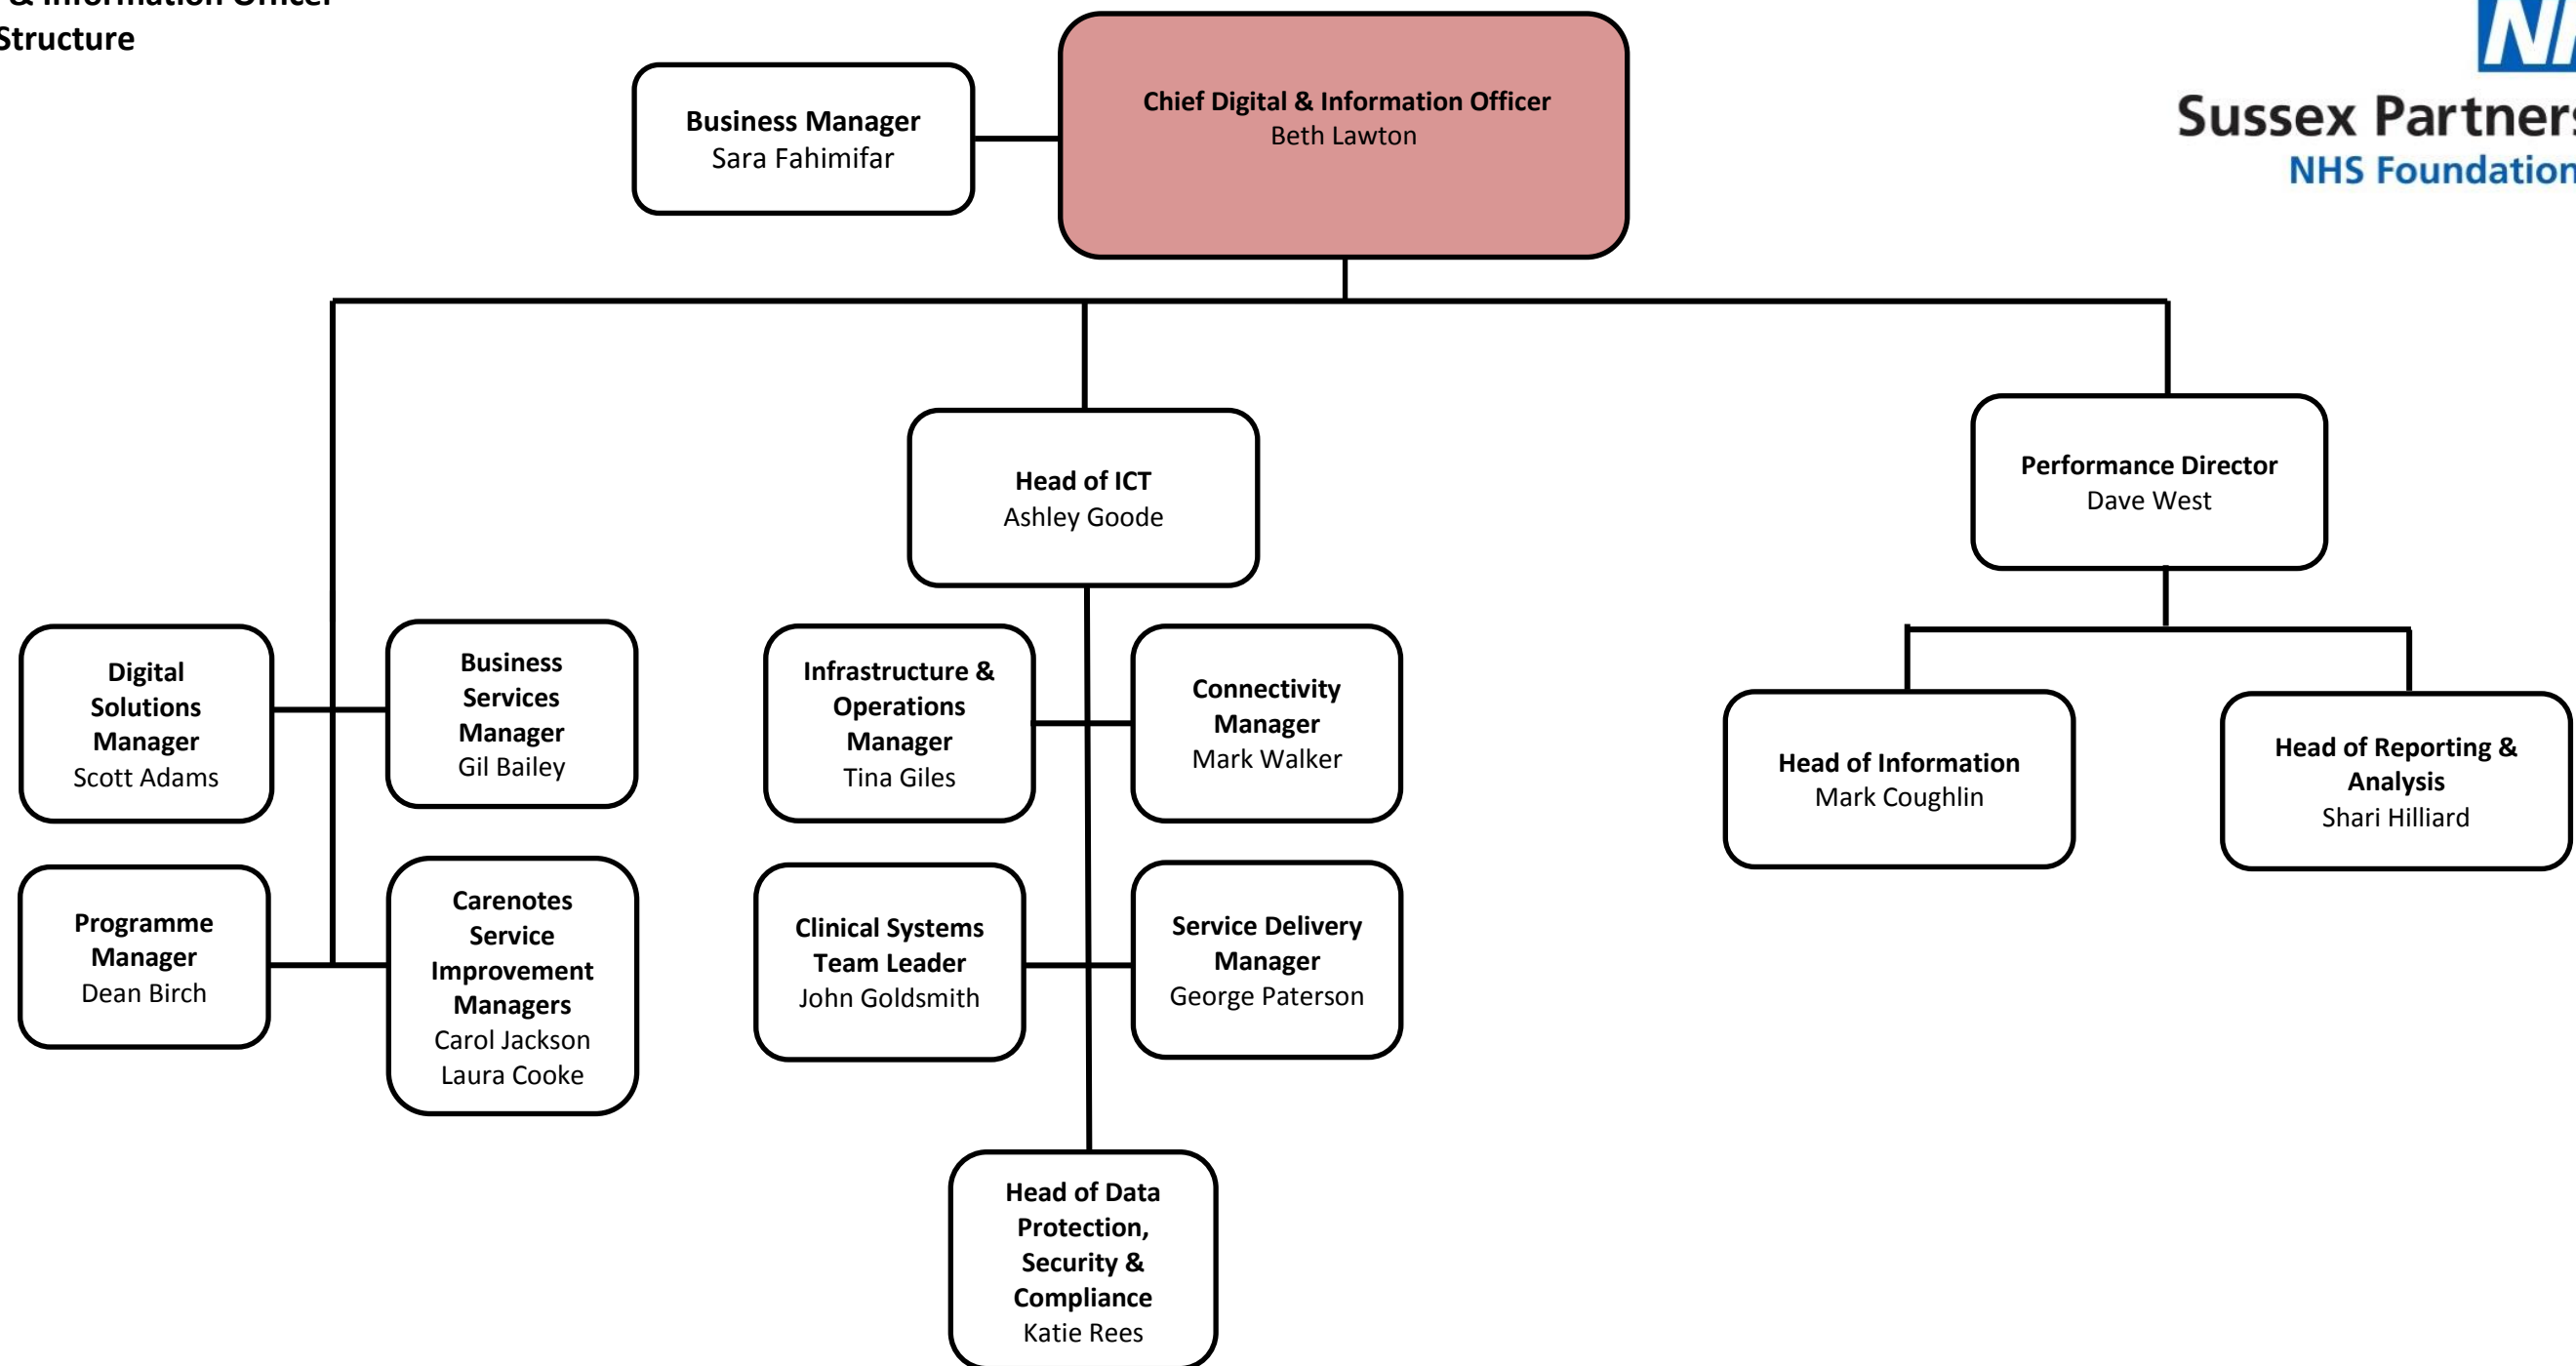 & Information Officer
Structure
Business Manager
Sara Fahimifar
Chief Digital & Information Officer
Beth Lawton
Sussex Partners
NHS Foundation
Head of ICT
Ashley Goode
Performance Director
Dave West
Digital
Solutions
Manager
Scott Adams
Business
Services
Manager
Gil Bailey
Infrastructure &
Operations
Manager
Tina Giles
Connectivity
Manager
Mark Walker
Head of Information
Mark Coughlin
Head of Reporting &
Analysis
Shari Hilliard
Programme
Manager
Dean Birch
Carenotes
Service
Improvement
Managers
Carol Jackson
Laura Cooke
Clinical Systems
Team Leader
John Goldsmith
Service Delivery
Manager
George Paterson
Head of Data
Protection,
Security &
Compliance
Katie Rees